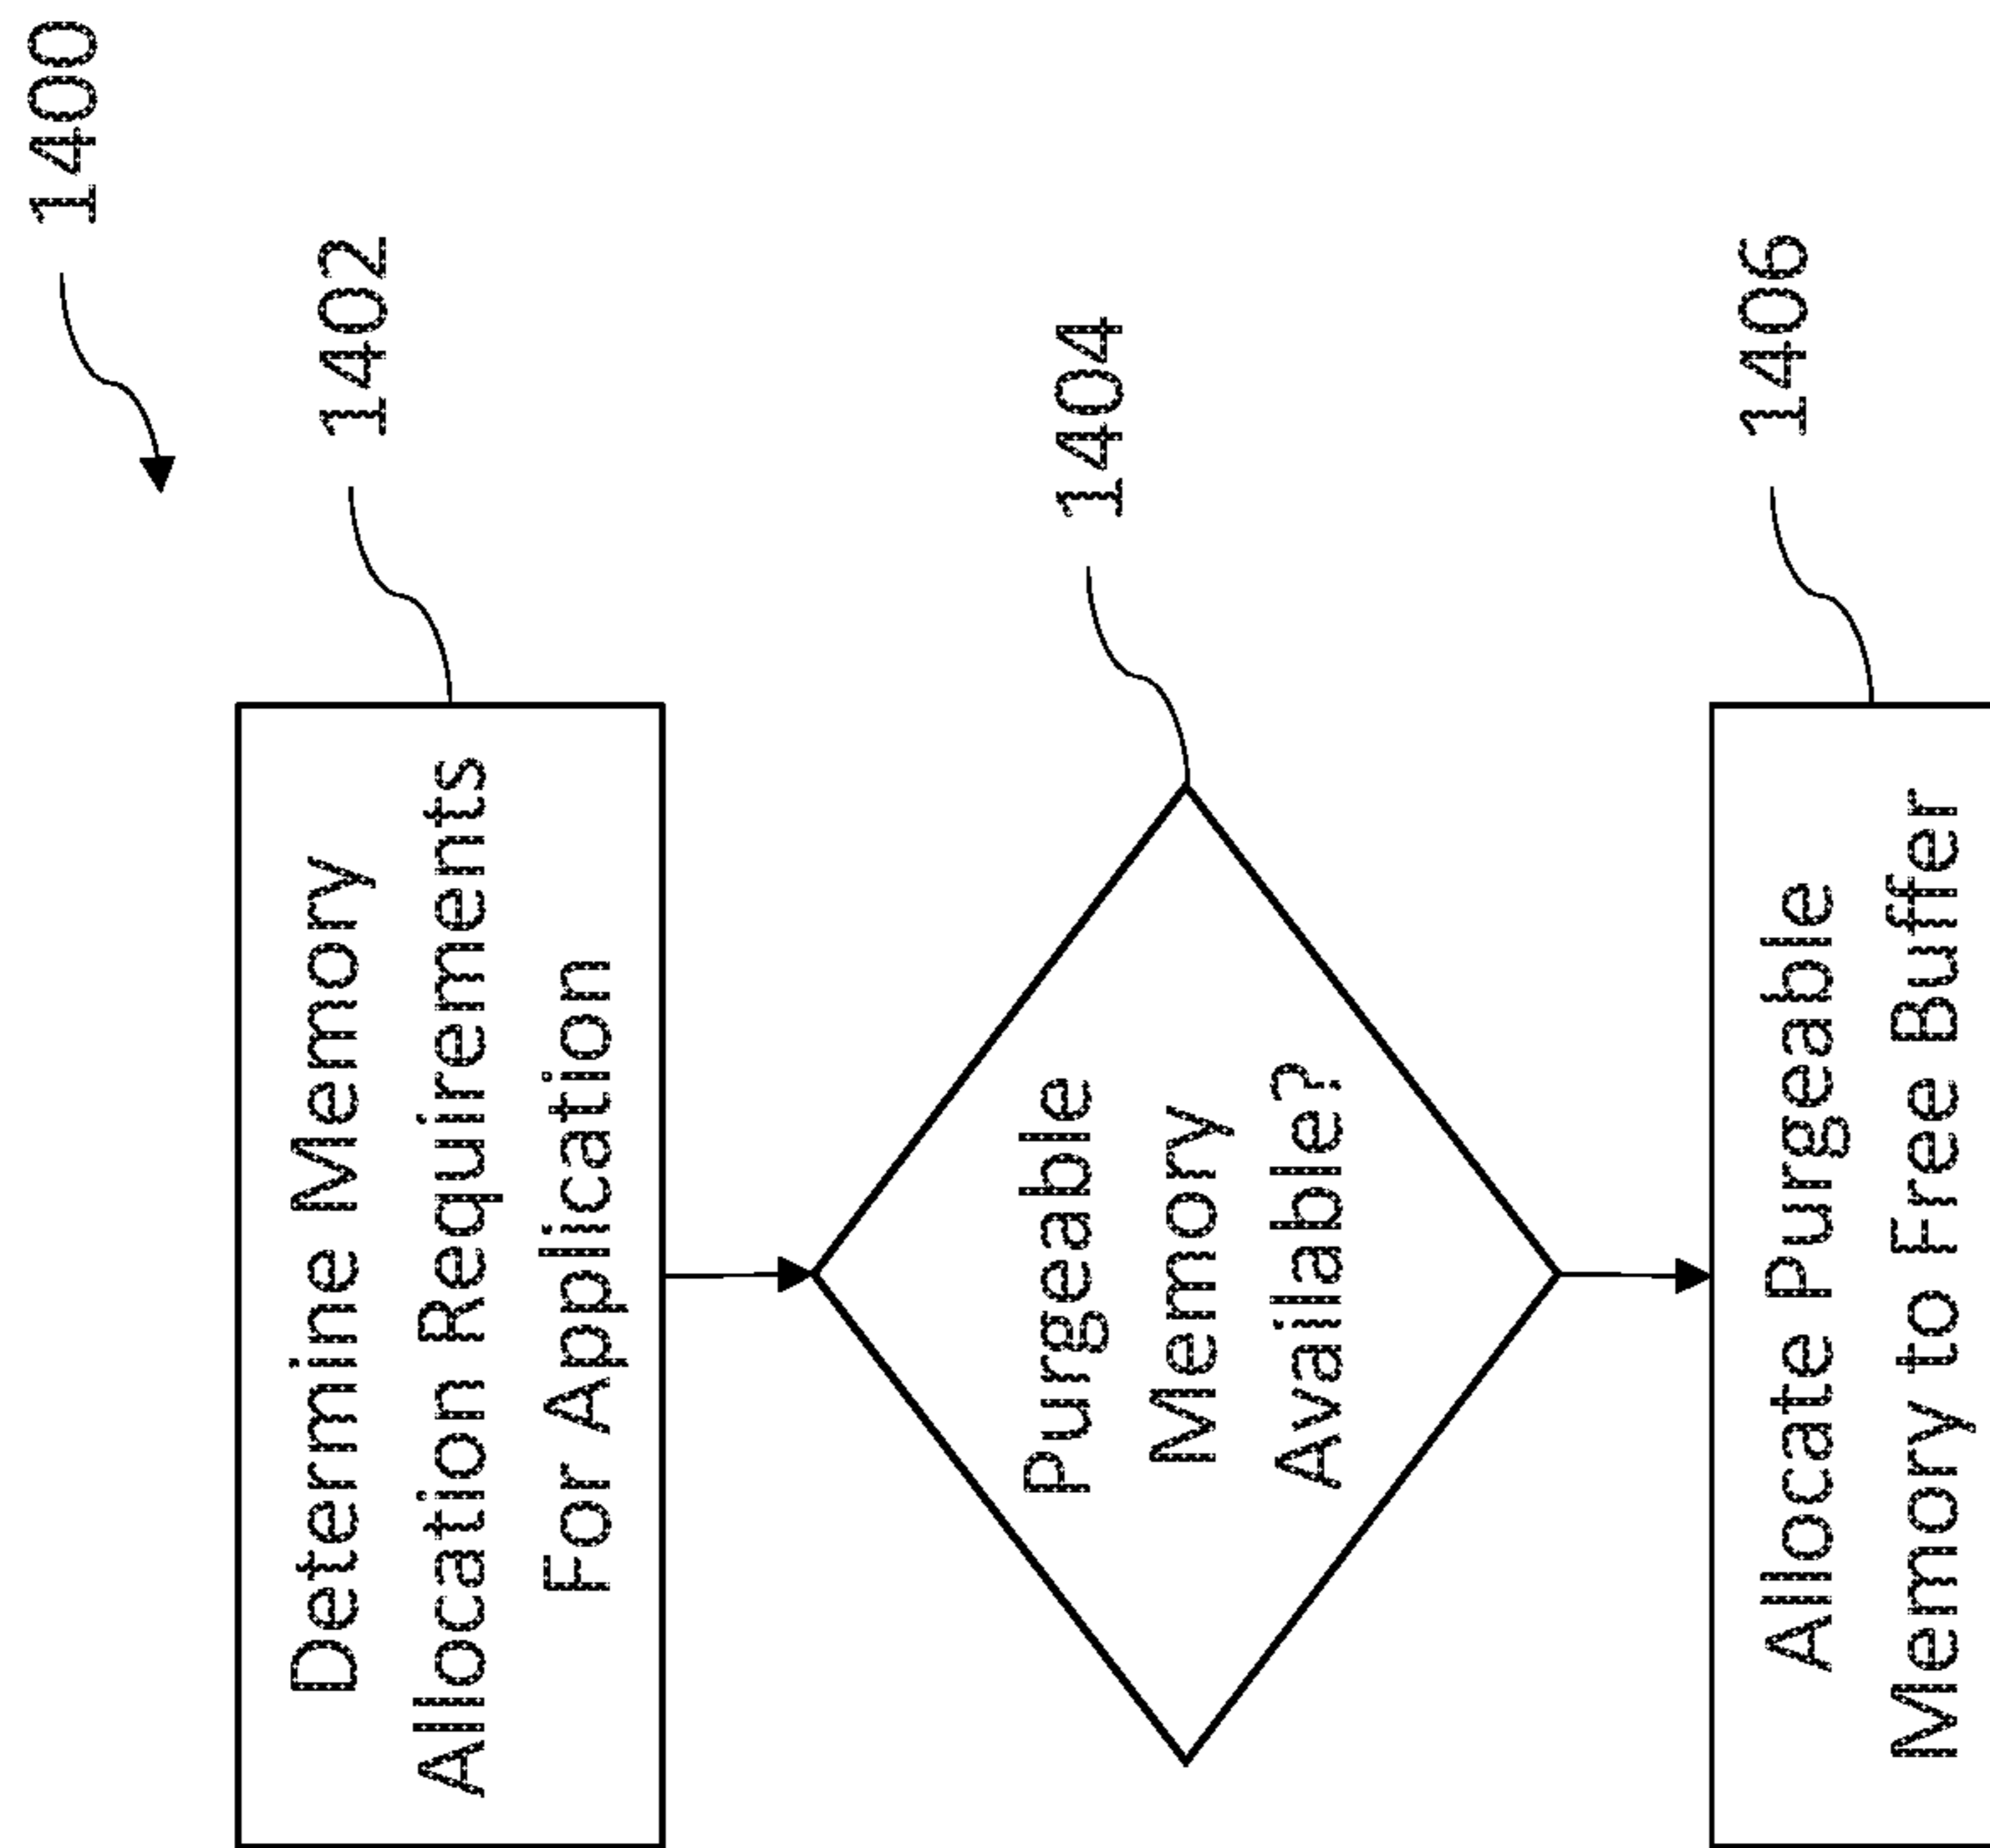 1400
1402
Determine Memory
Allocation Requirements
For Application
1404
Purgeable
Memory
Available?
1406
Allocate Purgeable
Memory to Free Buffer